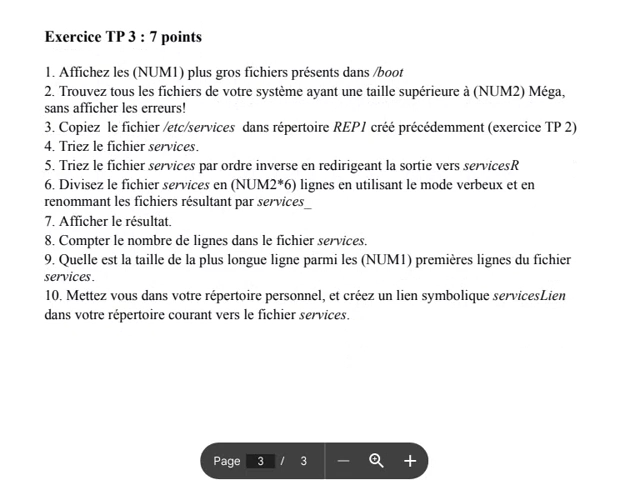 Exercice TP 3 : 7 points
1. Affichez les (NUM1) plus gros fichiers présents dans /boot
2. Trouvez tous les fichiers de votre système ayant une taille supérieure à (NUM2) Méga,
sans afficher les erreurs!
3. Copiez le fichier /etc/services dans répertoire REP1 créé précédemment (exercice TP 2)
4. Triez le fichier services.
5. Triez le fichier services par ordre inverse en redirigeant la sortie vers servicesR
6. Divisez le fichier services en (NUM2*6) lignes en utilisant le mode verbeux et en
renommant les fichiers résultant par services_
7. Afficher le résultat.
8. Compter le nombre de lignes dans le fichier services.
9. Quelle est la taille de la plus longue ligne parmi les (NUM1) premières lignes du fichier
services.
10. Mettez vous dans votre répertoire personnel, et créez un lien symbolique servicesLien
dans votre répertoire courant vers le fichier services.
Page 3 / 3